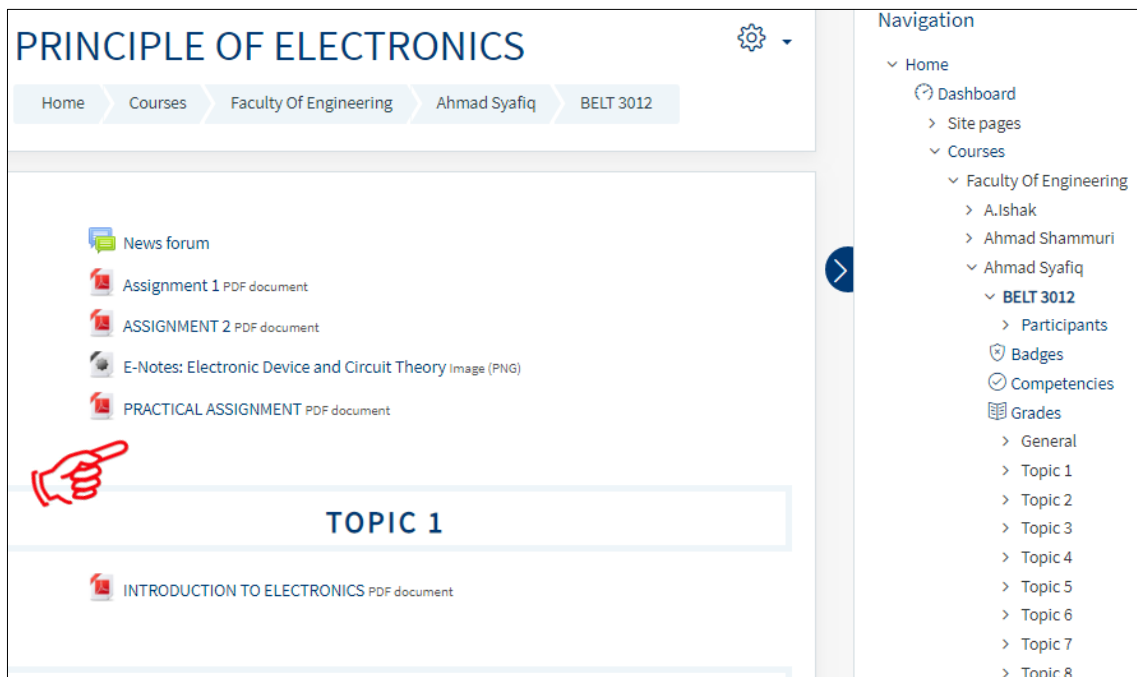 PRINCIPLE OF ELECTRONICS
Home Courses Faculty Of Engineering Ahmad Syafiq BELT 3012
News forum
Assignment 1 PDF document
ASSIGNMENT 2 PDF document
E-Notes: Electronic Device and Circuit Theory Image (PNG)
PRACTICAL ASSIGNMENT PDF document
TOPIC 1
INTRODUCTION TO ELECTRONICS PDF document
Navigation
Home
Dashboard
Site pages
Courses
Faculty Of Engineering
A.Ishak
Ahmad Shammuri
Ahmad Syafiq
BELT 3012
Participants
Badges
Competencies
Grades
General
Topic 1
Topic 2
Topic 3
Topic 4
Topic 5
Topic 6
Topic 7
Topic 8